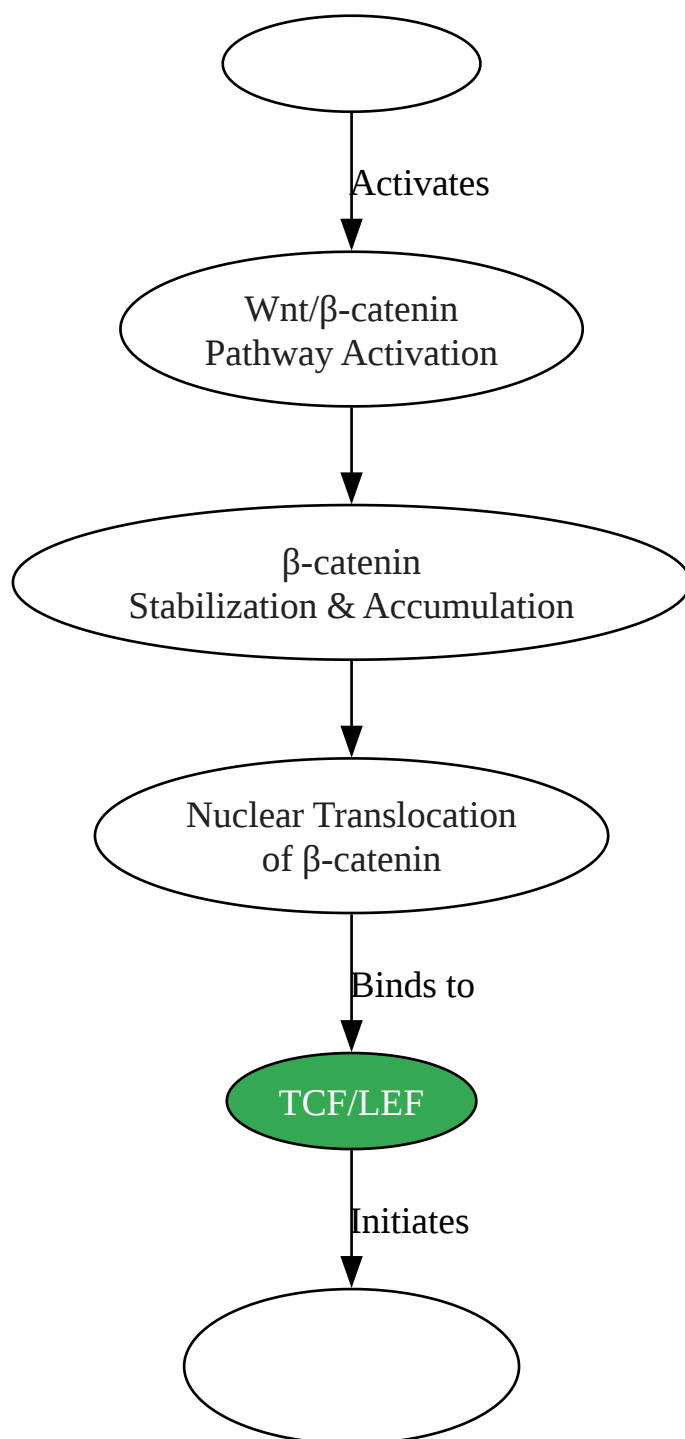 Activates
Wnt/β-catenin
Pathway Activation
β-catenin
Stabilization & Accumulation
Nuclear Translocation
of β-catenin
Binds to
TCF/LEF
Initiates